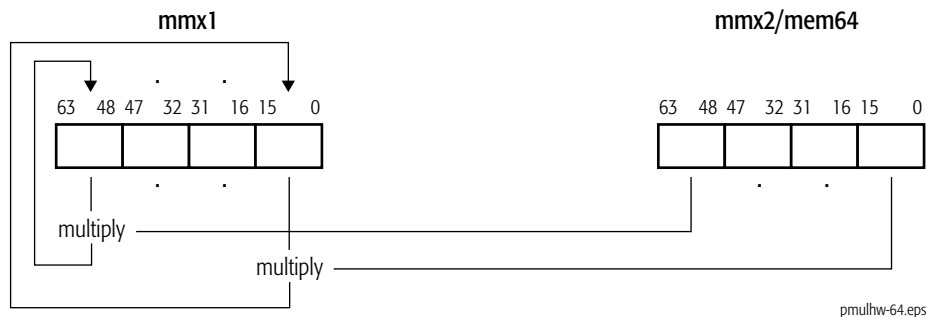 mmx1 mmx2/mem64
. .
63 48 47 32 31 16 15 0 63 48 47 32 31 16 15 0
. . . .
multiply
multiply
pmulhw-64.eps